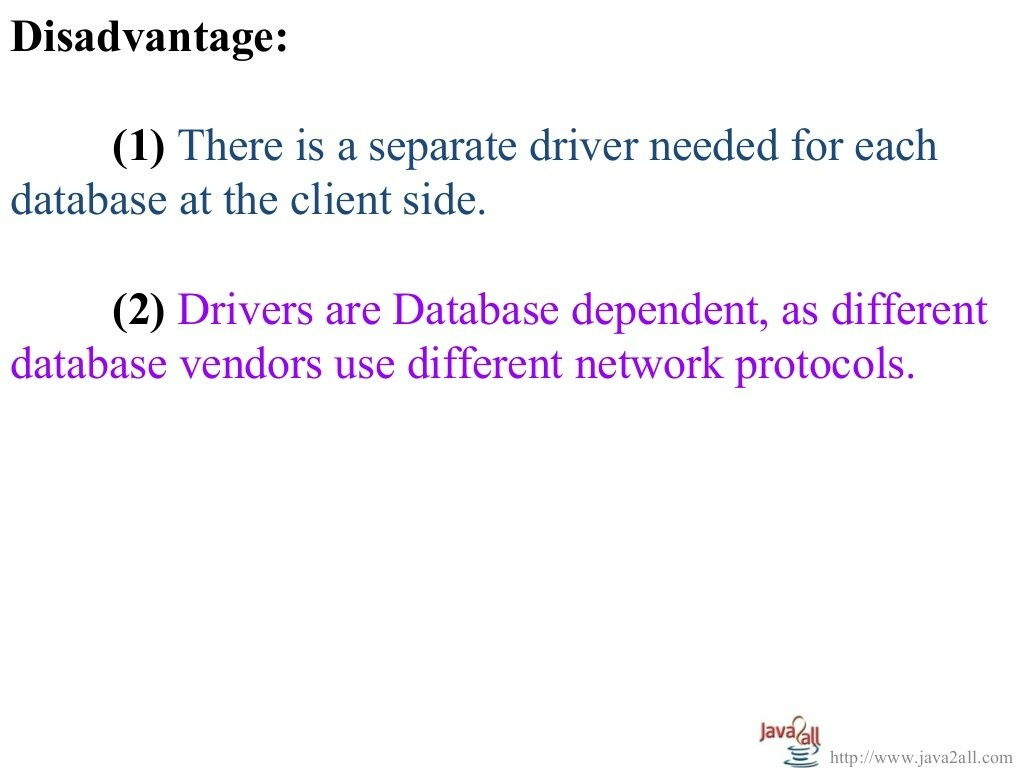 Disadvantage:
(1) There is a separate driver needed for each
database at the client side.
(2) Drivers are Database dependent, as different
database vendors use different network protocols.
Java2all
http://www.java2all.com